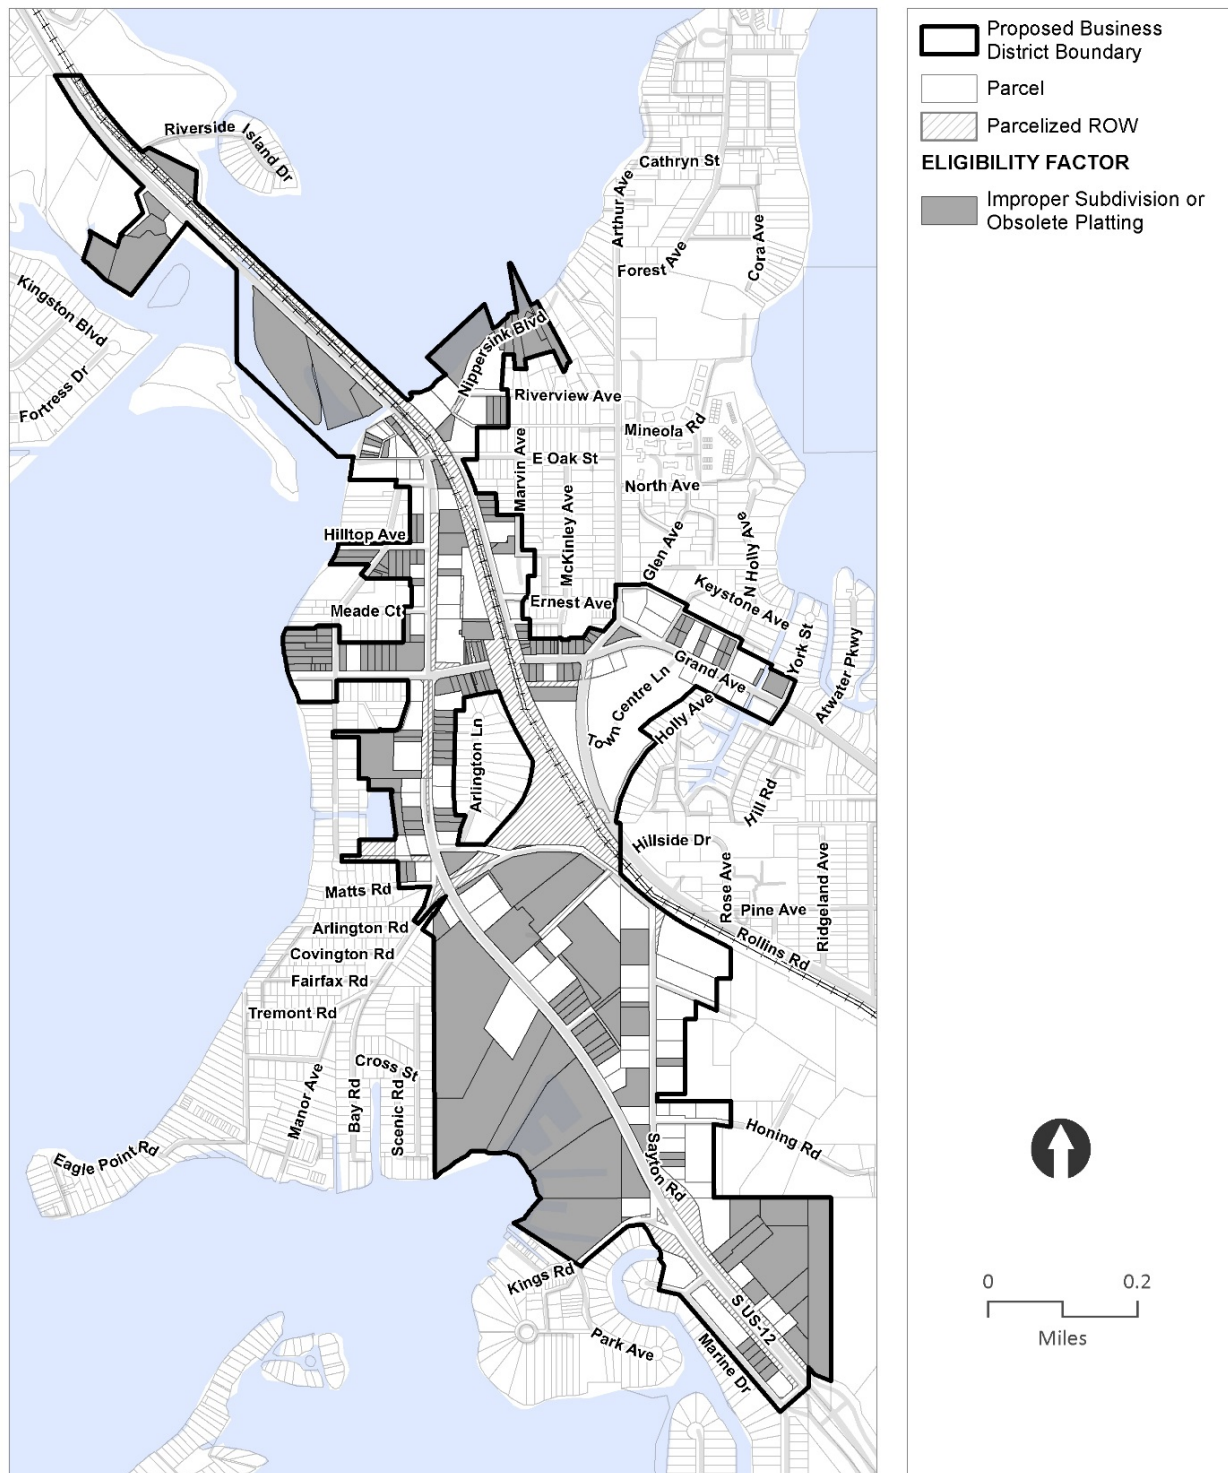 Proposed Business
District Boundary
Parcel
Parcelized ROW
ELIGIBILITY FACTOR
Improper Subdivision or
Obsolete Platting
Riverside
Island Dr
Cathryn St
Arthur Ave
Forest Ave
Cora Ave
Kingston Blvd
Fortress Dr
Nippersink Blvd
Riverview Ave
Mineola Rd
Marvin Ave
E Oak St
North Ave
McKinley Ave
Hilltop Ave
Glen Ave
N Holly Ave
Keystone Ave
Meade Ct
Ernest Ave
York St
Atwater Pkwy
Grand Ave
Town Centre Ln
Holly Ave
Arlington Ln
Hill Rd
Hillside Dr
Rose Ave
Ridgeland Ave
Matts Rd
Pine Ave
Arlington Rd
Rollins Rd
Covington Rd
Fairfax Rd
Tremont Rd
Cross St
Manor Ave
Bay Rd
Scenic Rd
Honing Rd
Sayton Rd
Eagle Point Rd
Kings Rd
S US-12
Park Ave
Marine Dr
0 0.2
Miles